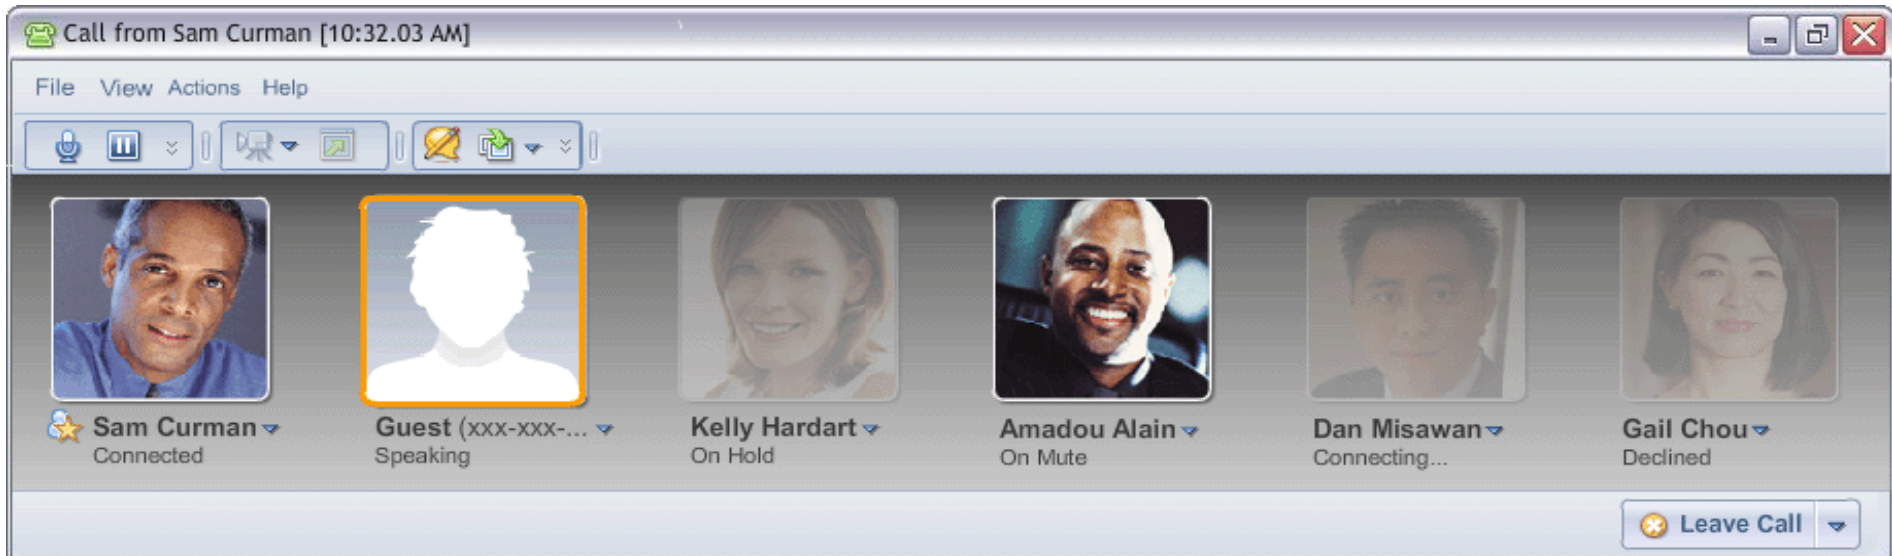 Call from Sam Curman [10:32.03 AM]
File View Actions Help
Sam Curman
Connected
Guest (xxx-xxx-...
Speaking
Kelly Hardart
On Hold
Amadou Alain
On Mute
Dan Misawan
Connecting...
Gail Chou
Declined
Leave Call